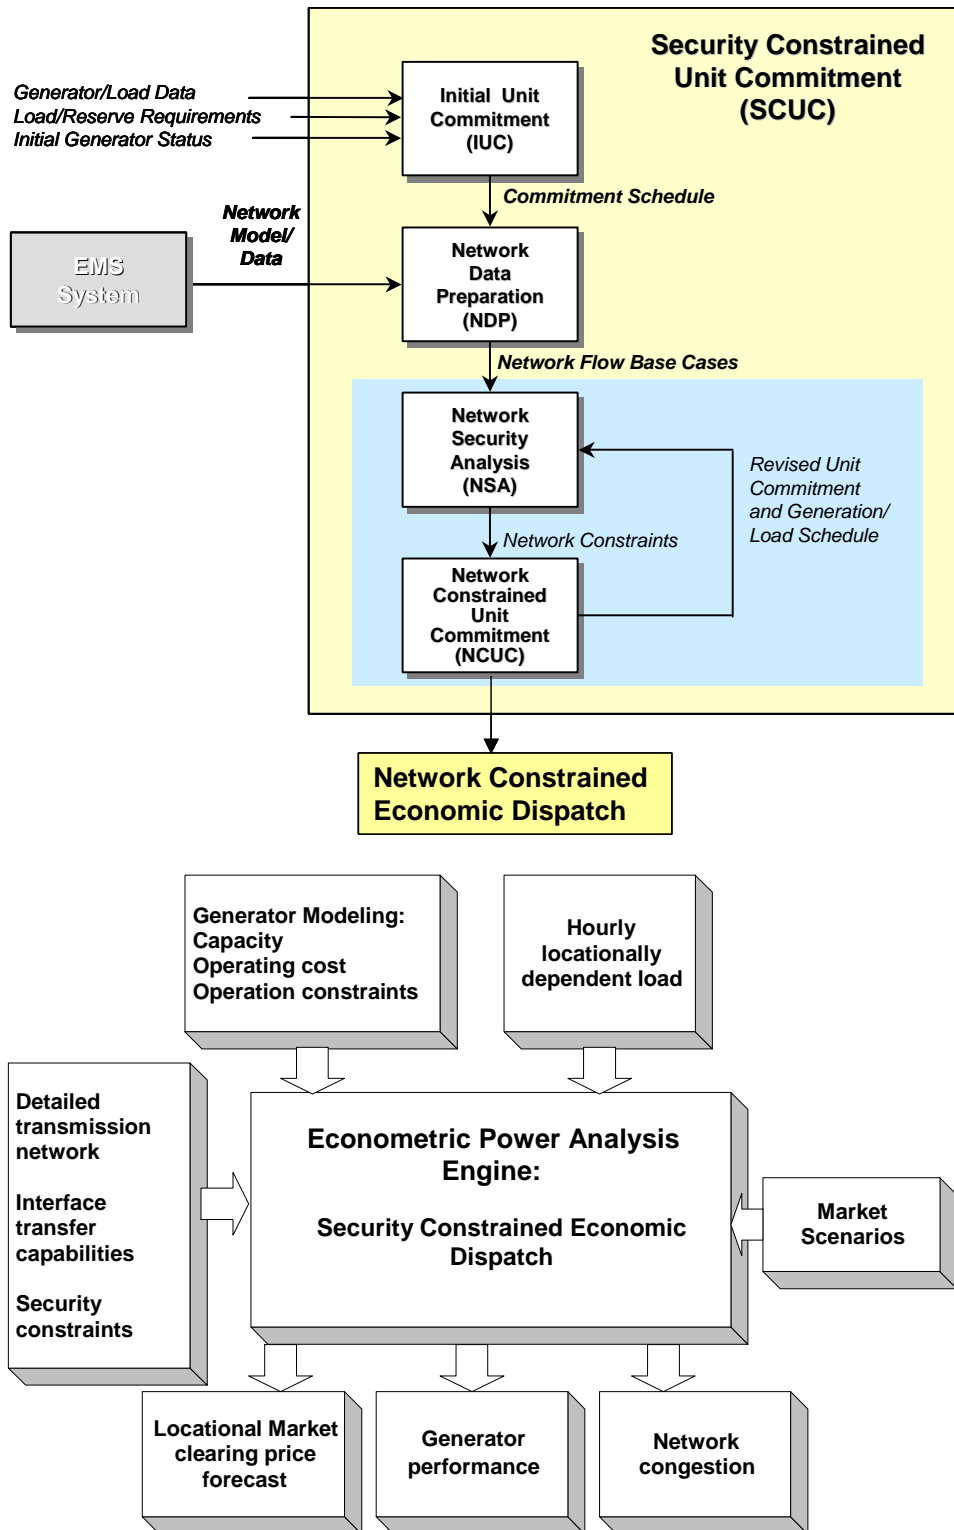 Security Constrained
Unit Commitment
(SCUC)
Generator/Load Data
Load/Reserve Requirements
Initial Generator Status
Initial Unit
Commitment
(IUC)
Commitment Schedule
Network
Model/
Data
EMS
System
Network
Data
Preparation
(NDP)
Network Flow Base Cases
Network
Security
Analysis
(NSA)
Revised Unit
Commitment
and Generation/
Load Schedule
Network Constraints
Network
Constrained
Unit
Commitment
(NCUC)
Network Constrained
Economic Dispatch
Generator Modeling:
Capacity
Operating cost
Operation constraints
Hourly
locationally
dependent load
Detailed
transmission
network
Interface
transfer
capabilities
Security
constraints
Econometric Power Analysis
Engine:
Security Constrained Economic
Dispatch
Market
Scenarios
Locational Market
clearing price
forecast
Generator
performance
Network
congestion